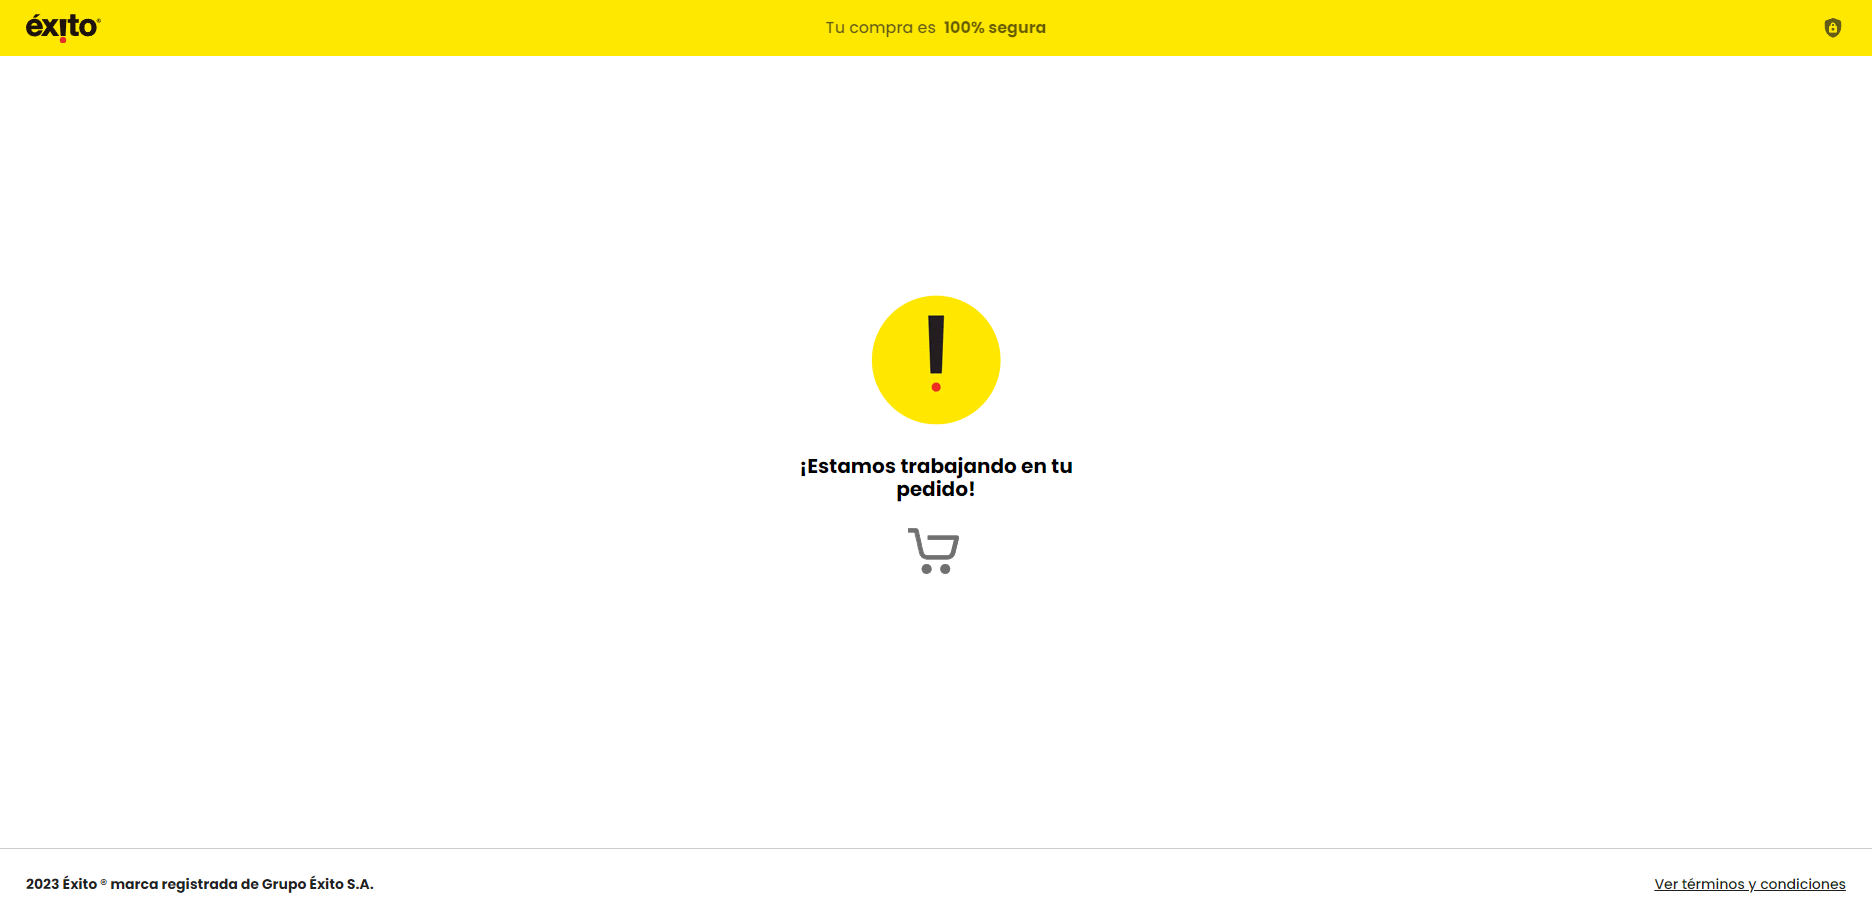 éxito®
Tu compra es 100% segura
¡Estamos trabajando en tu
pedido!
2023 Éxito ® marca registrada de Grupo Éxito S.A.
Ver términos y condiciones